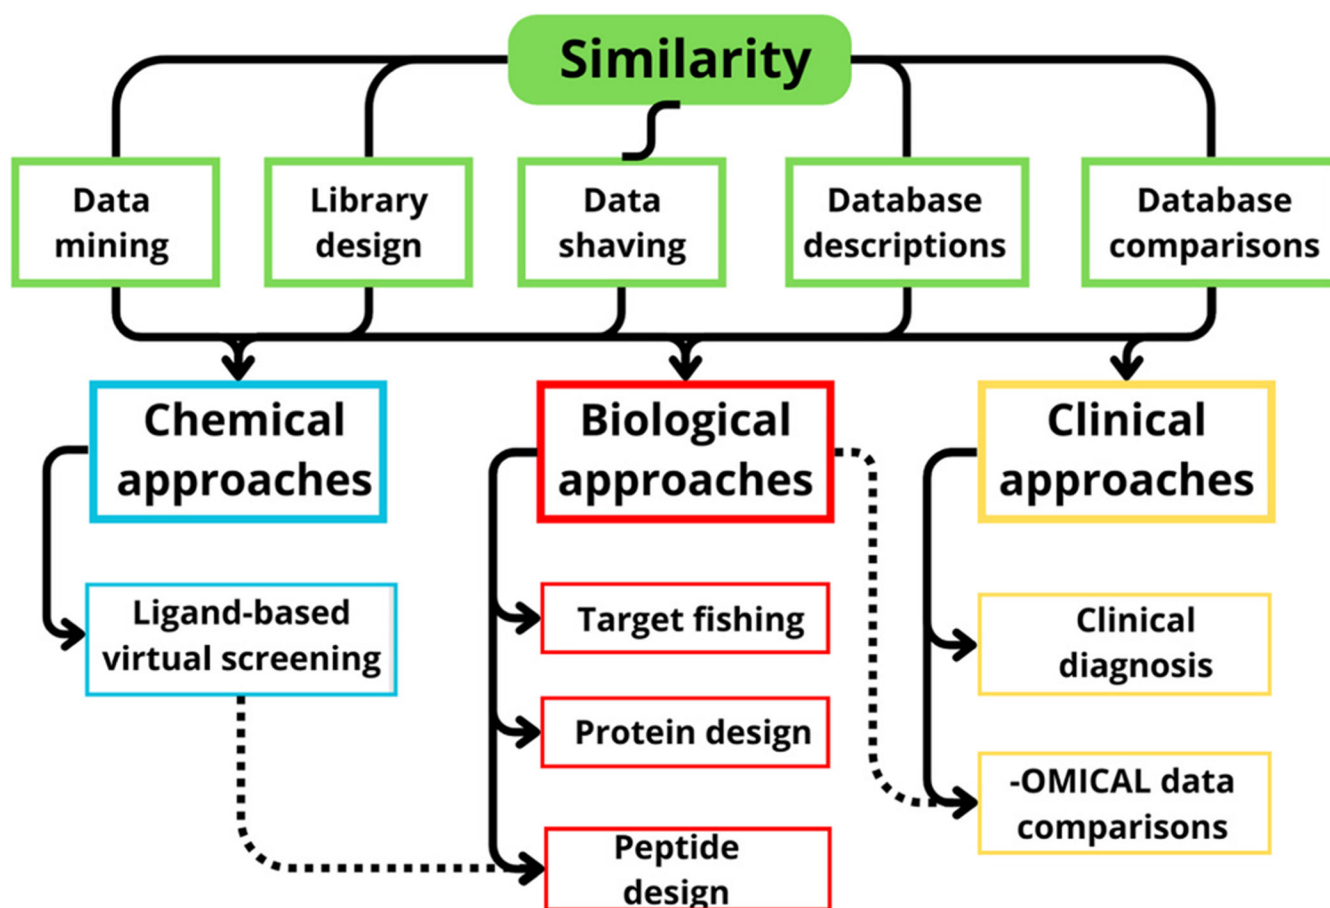 Similarity
Data
mining
Library
design
Data
shaving
Database
descriptions
Database
comparisons
Chemical
approaches
Biological
approaches
Clinical
approaches
Ligand-based
virtual screening
Target fishing
Protein design
Peptide
design
Clinical
diagnosis
-OMICAL data
comparisons